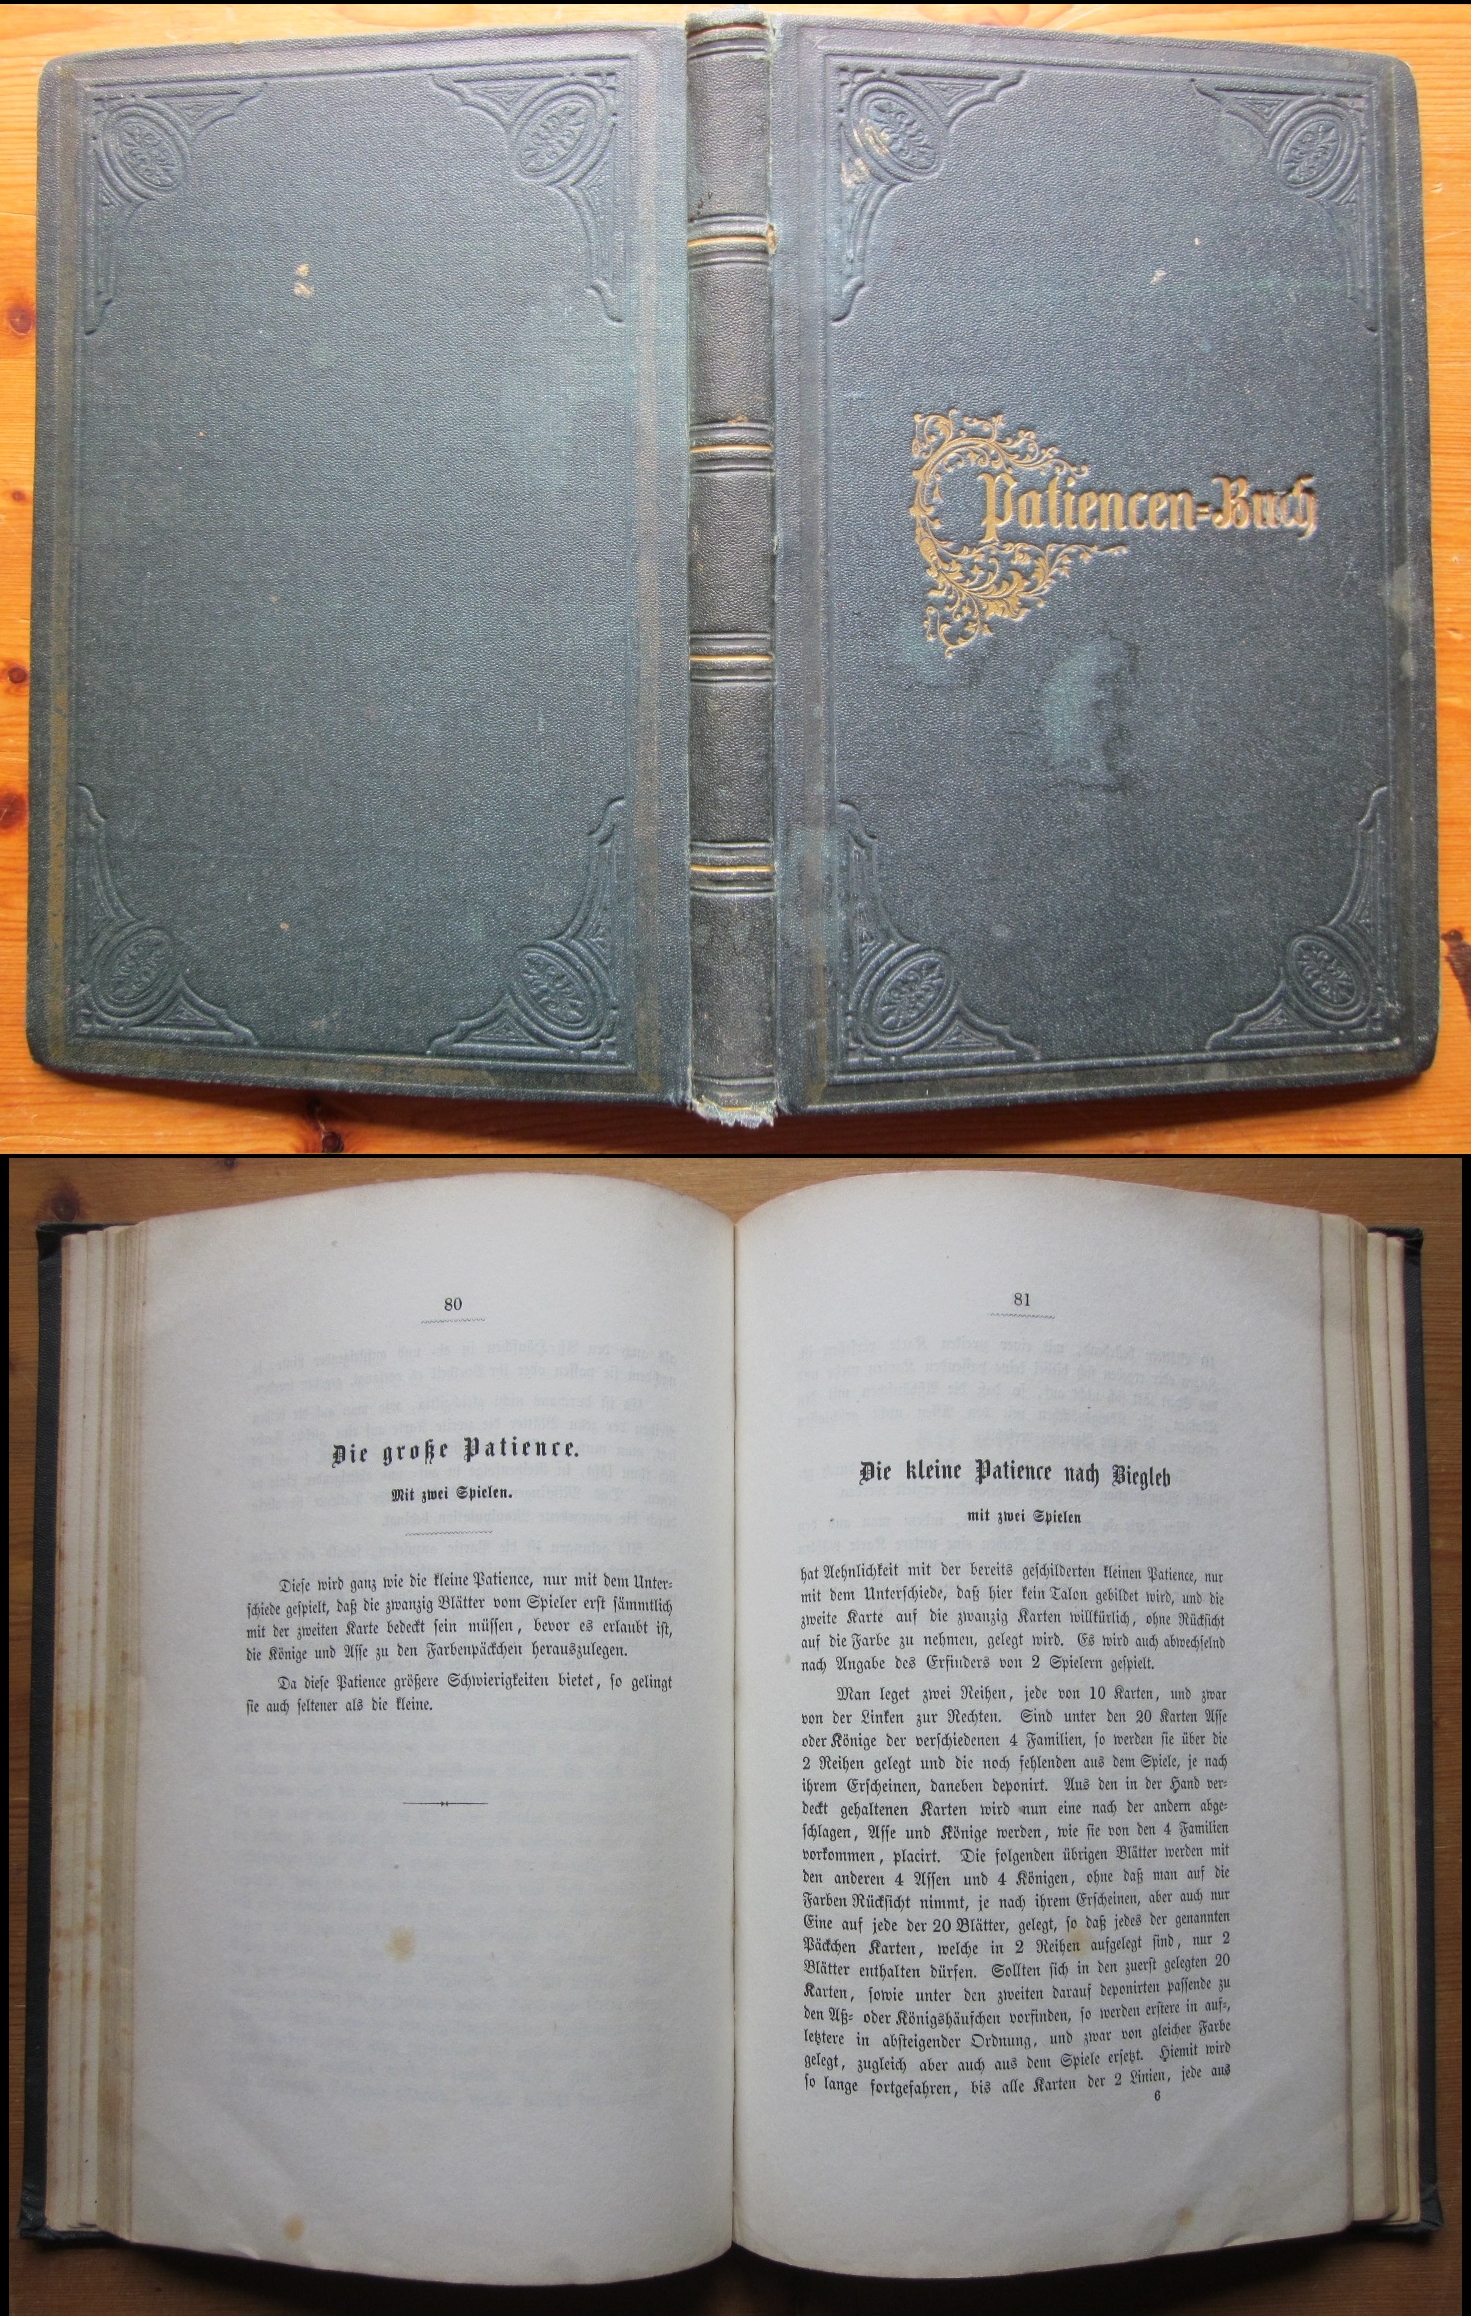 Patiencen=Buch
80
Die große Patience.
Mit zwei Spielen.
Diese wird ganz wie die kleine Patience, nur mit dem Unter=
schiede gespielt, daß die zwanzig Blätter vom Spieler erst sämmtlich
mit der zweiten Karte bedeckt sein müssen, bevor es erlaubt ist,
die Könige und Asse zu den Farbenpäckchen herauszulegen.
Da diese Patience größere Schwierigkeiten bietet, so gelingt
sie auch seltener als die kleine.
81
Die kleine Patience nach Biegleb
mit zwei Spielen
hat Aehnlichkeit mit der bereits geschilderten kleinen Patience, nur
mit dem Unterschiede, daß hier kein Talon gebildet wird, und die
zweite Karte auf die zwanzig Karten willkürlich, ohne Rücksicht
auf die Farbe zu nehmen, gelegt wird. Es wird auch abwechselnd
nach Angabe des Erfinders von 2 Spielern gespielt.
Man leget zwei Reihen, jede von 10 Karten, und zwar
von der Linken zur Rechten. Sind unter den 20 Karten Asse
oder Könige der verschiedenen 4 Familien, so werden sie über die
2 Reihen gelegt und die noch fehlenden aus dem Spiele, je nach
ihrem Erscheinen, daneben deponirt. Aus den in der Hand ver=
deckt gehaltenen Karten wird nun eine nach der andern abge=
schlagen, Asse und Könige werden, wie sie von den 4 Familien
vorkommen, placirt. Die folgenden übrigen Blätter werden mit
den anderen 4 Assen und 4 Königen, ohne daß man auf die
Farben Rücksicht nimmt, je nach ihrem Erscheinen, aber auch nur
Eine auf jede der 20 Blätter, gelegt, so daß jedes der genannten
Päckchen Karten, welche in 2 Reihen aufgelegt sind, nur 2
Blätter enthalten dürfen. Sollten sich in den zuerst gelegten 20
Karten, sowie unter den zweiten darauf deponirten passende zu
den Aß= oder Königshäufchen vorfinden, so werden erstere in auf=,
letztere in absteigender Ordnung, und zwar von gleicher Farbe
gelegt, zugleich aber auch aus dem Spiele ersetzt. Hiemit wird
so lange fortgefahren, bis alle Karten der 2 Linien, jede aus
6